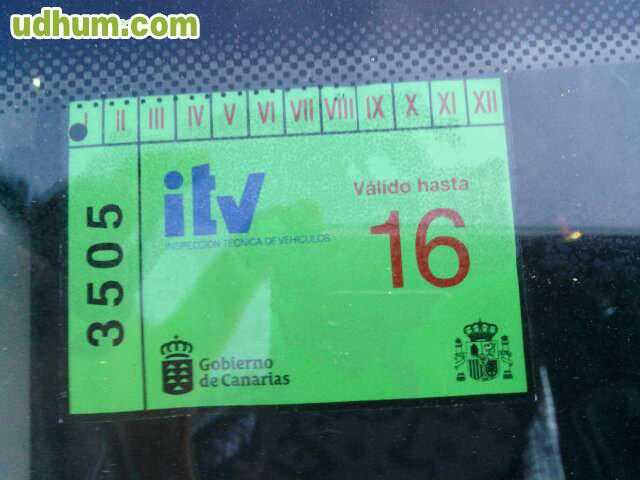 udhum.com
I II III IV V VI VII VIII IX X XI XII
itv
INSPECCIÓN TÉCNICA DE VEHÍCULOS
Válido hasta
16
3505
Gobierno
de Canarias